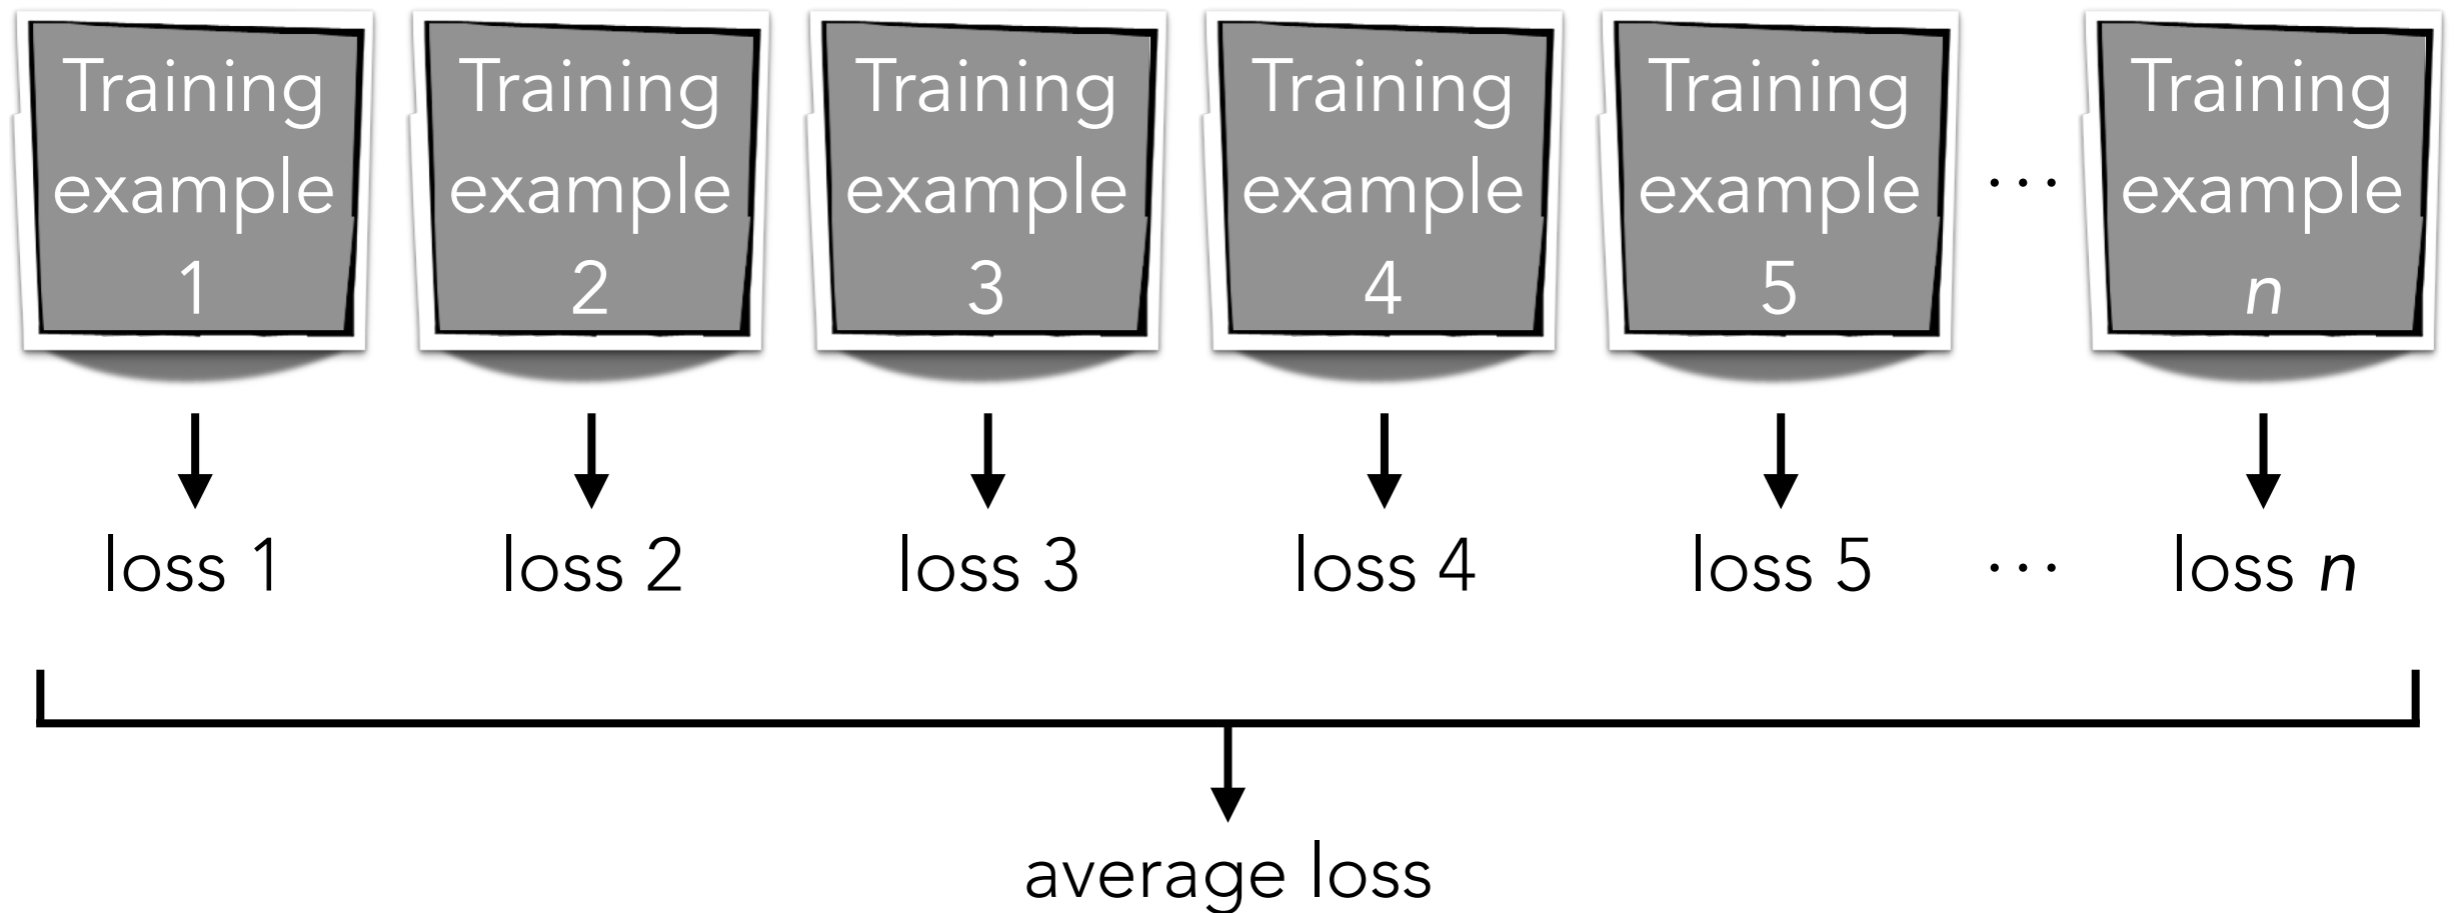 Training
example
1
Training
example
2
Training
example
3
Training
example
4
Training
example
5
...
Training
example
n
loss 1
loss 2
loss 3
loss 4
loss 5
...
loss n
average loss